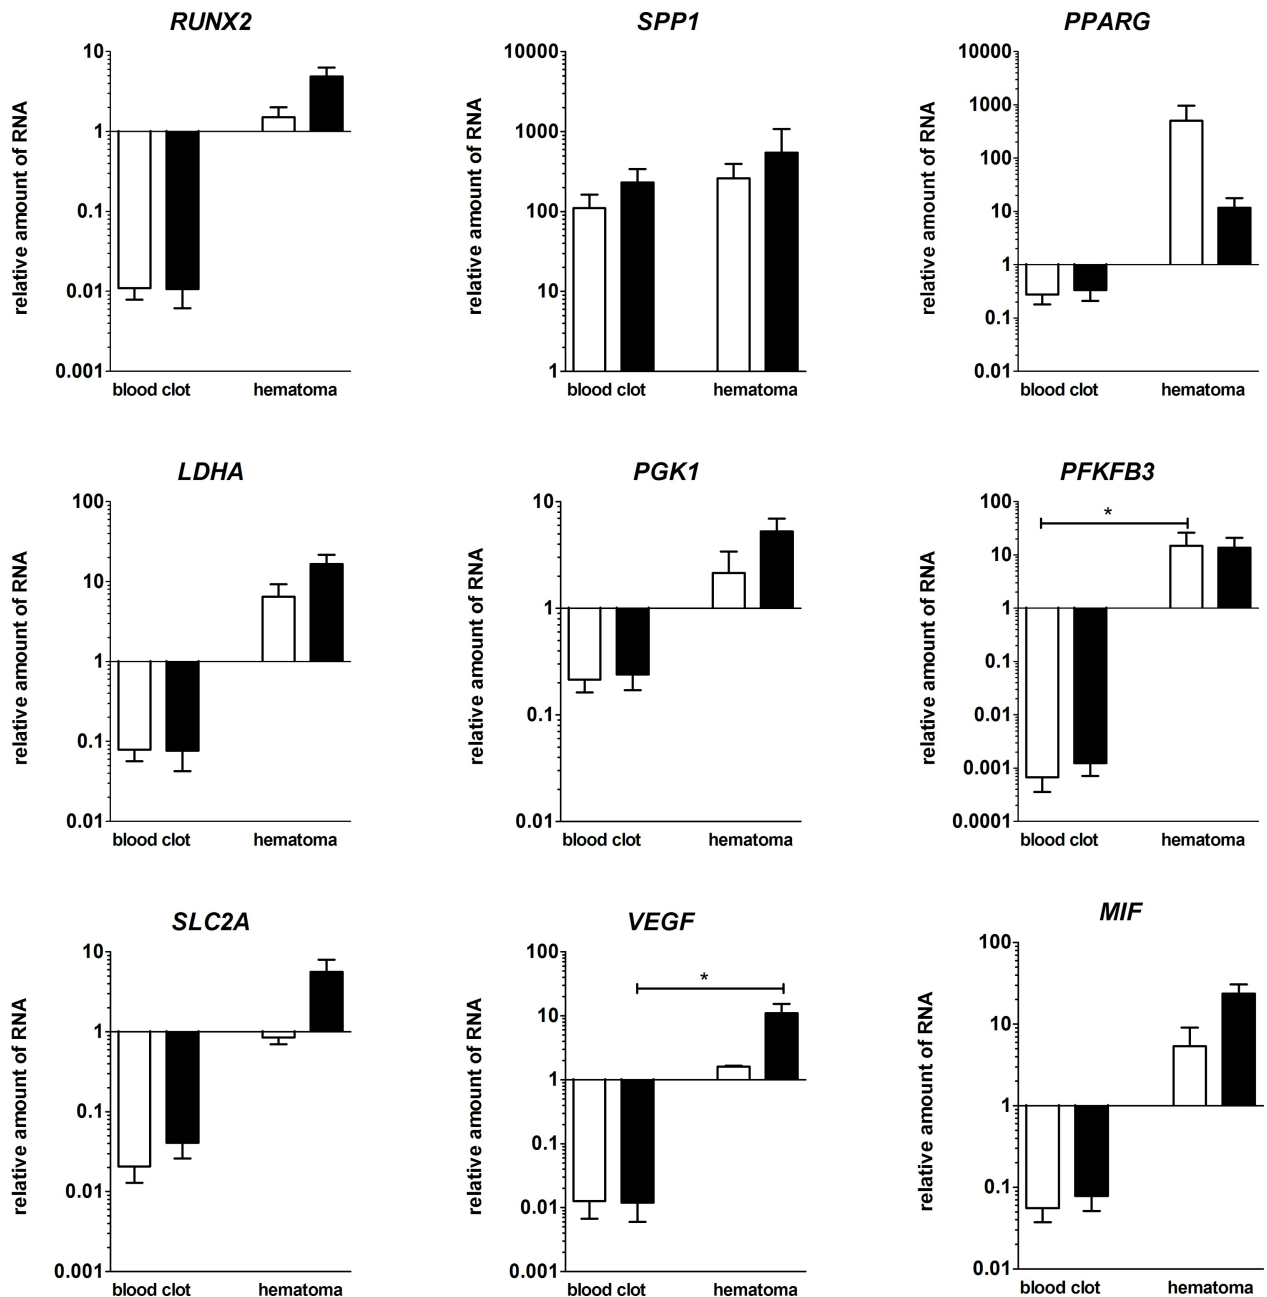 RUNX2
relative amount of RNA
10
1
0.1
0.01
0.001
blood clot
hematoma
SPP1
relative amount of RNA
10000
1000
100
10
1
blood clot
hematoma
PPARG
relative amount of RNA
10000
1000
100
10
1
0.1
0.01
blood clot
hematoma
LDHA
relative amount of RNA
100
10
1
0.1
0.01
blood clot
hematoma
PGK1
relative amount of RNA
10
1
0.1
0.01
blood clot
hematoma
PFKFB3
relative amount of RNA
100
10
1
0.1
0.01
0.001
0.0001
*
blood clot
hematoma
SLC2A
relative amount of RNA
10
1
0.1
0.01
0.001
blood clot
hematoma
VEGF
relative amount of RNA
100
10
1
0.1
0.01
0.001
*
blood clot
hematoma
MIF
relative amount of RNA
100
10
1
0.1
0.01
blood clot
hematoma